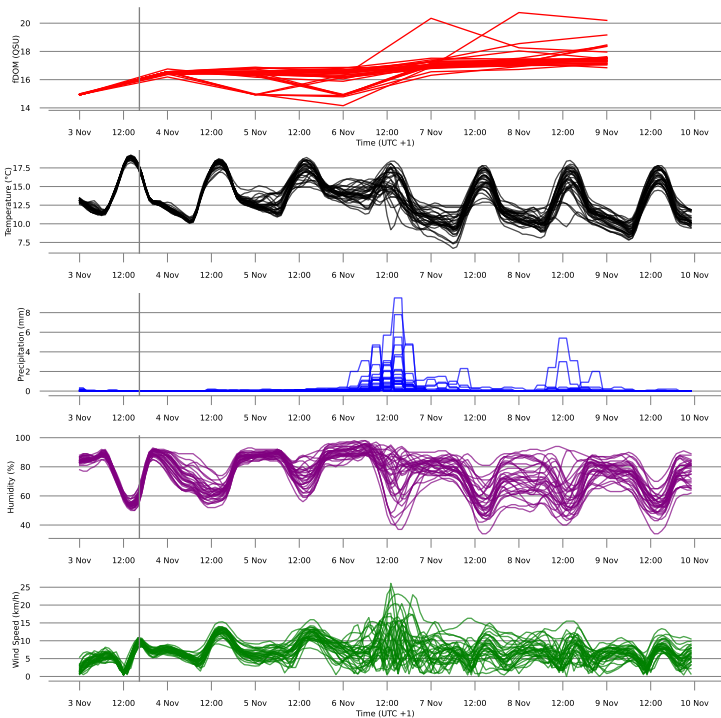 20
18
16
14
fDOM (QSU)
3 Nov 12:00 4 Nov 12:00 5 Nov 12:00 6 Nov 12:00 7 Nov 12:00 8 Nov 12:00 9 Nov 12:00 10 Nov
Time (UTC +1)
17.5
15.0
12.5
10.0
7.5
Temperature (°C)
3 Nov 12:00 4 Nov 12:00 5 Nov 12:00 6 Nov 12:00 7 Nov 12:00 8 Nov 12:00 9 Nov 12:00 10 Nov
8
6
4
2
0
Precipitation (mm)
3 Nov 12:00 4 Nov 12:00 5 Nov 12:00 6 Nov 12:00 7 Nov 12:00 8 Nov 12:00 9 Nov 12:00 10 Nov
100
80
60
40
Humidity (%)
3 Nov 12:00 4 Nov 12:00 5 Nov 12:00 6 Nov 12:00 7 Nov 12:00 8 Nov 12:00 9 Nov 12:00 10 Nov
25
20
15
10
5
0
Wind Speed (km/h)
3 Nov 12:00 4 Nov 12:00 5 Nov 12:00 6 Nov 12:00 7 Nov 12:00 8 Nov 12:00 9 Nov 12:00 10 Nov
Time (UTC +1)